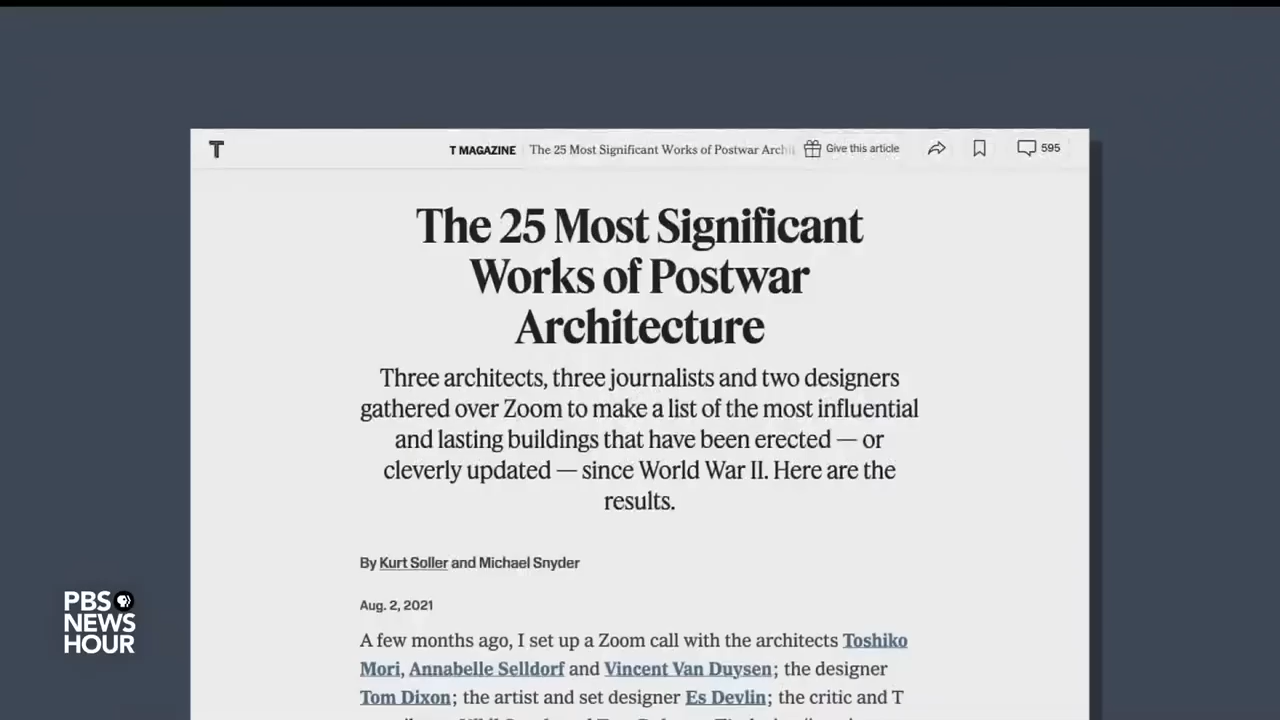 T
T MAGAZINE The 25 Most Significant Works of Postwar Archi Give this article 595
The 25 Most Significant
Works of Postwar
Architecture
Three architects, three journalists and two designers
gathered over Zoom to make a list of the most influential
and lasting buildings that have been erected — or
cleverly updated — since World War II. Here are the
results.
By Kurt Soller and Michael Snyder
Aug. 2, 2021
A few months ago, I set up a Zoom call with the architects Toshiko
Mori, Annabelle Selldorf and Vincent Van Duysen; the designer
Tom Dixon; the artist and set designer Es Devlin; the critic and T
PBS
NEWS
HOUR